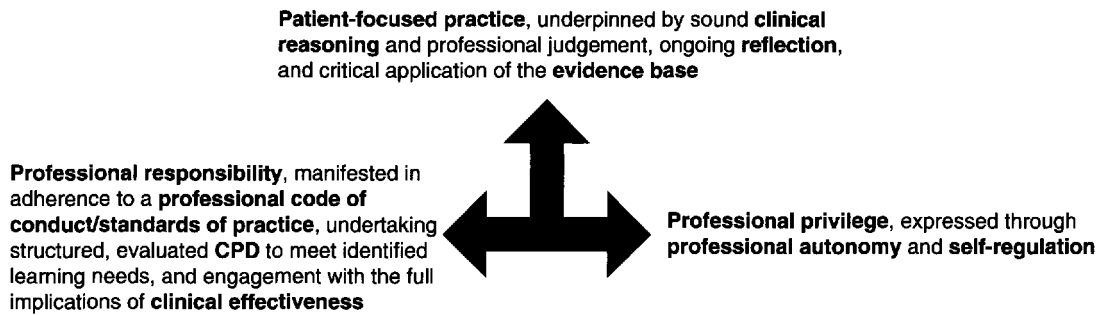 Patient-focused practice, underpinned by sound clinical
reasoning and professional judgement, ongoing reflection,
and critical application of the evidence base
Professional responsibility, manifested in
adherence to a professional code of
conduct/standards of practice, undertaking
structured, evaluated CPD to meet identified
learning needs, and engagement with the full
implications of clinical effectiveness
Professional privilege, expressed through
professional autonomy and self-regulation